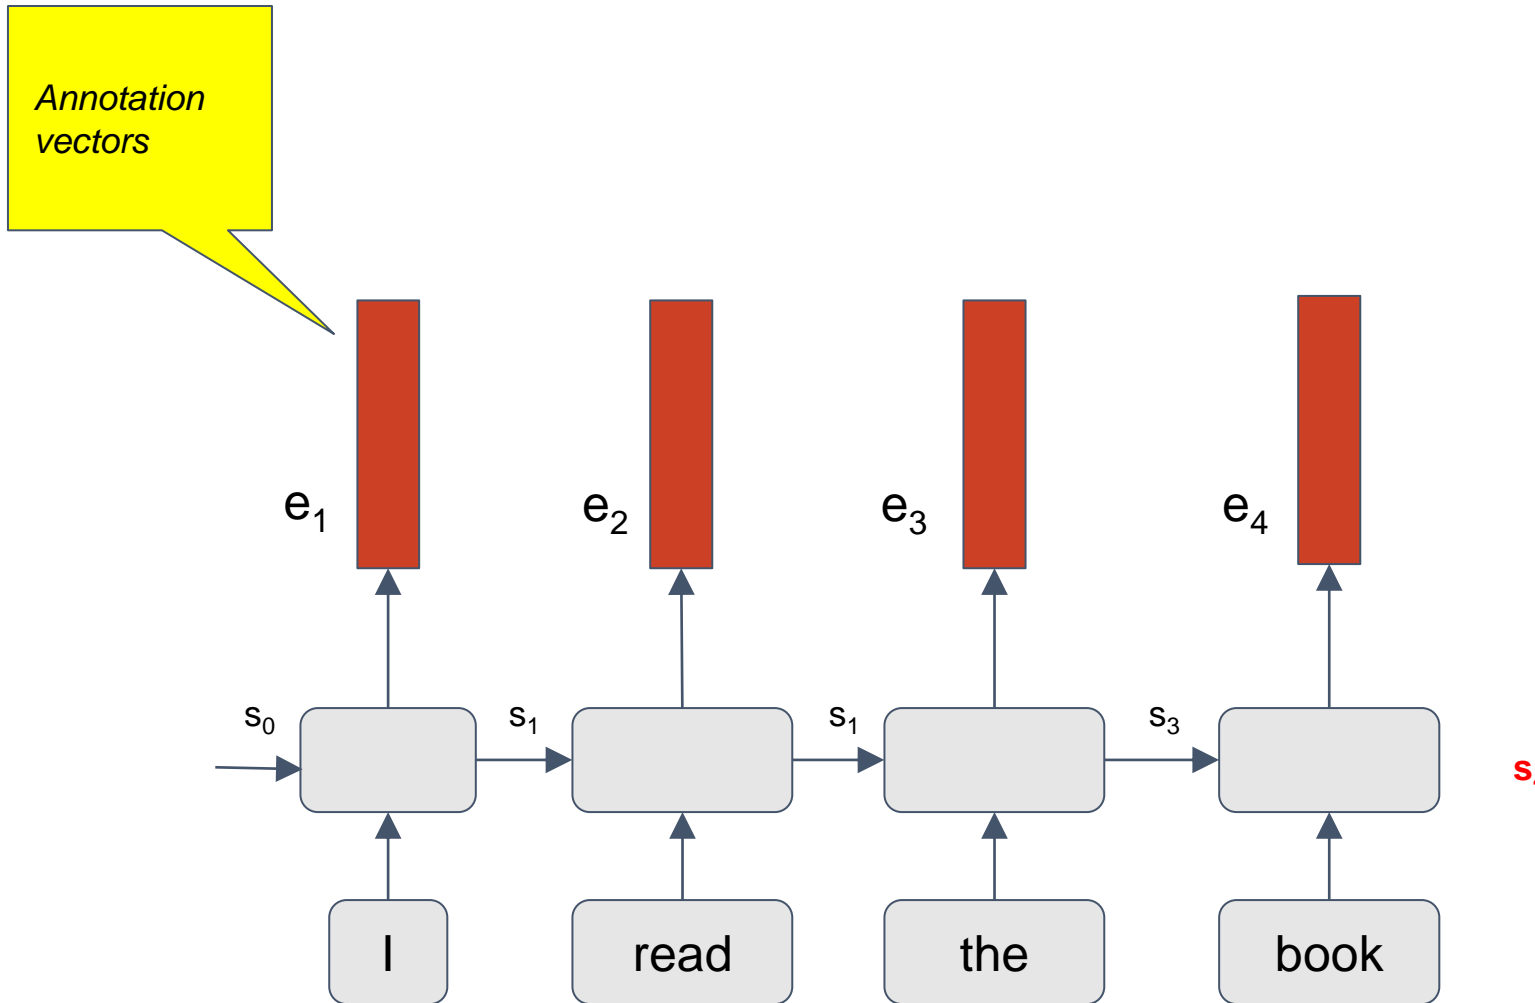 Annotation
vectors
e₁ e₂ e₃ e₄
s₀ s₁ s₁ s₃
I read the book